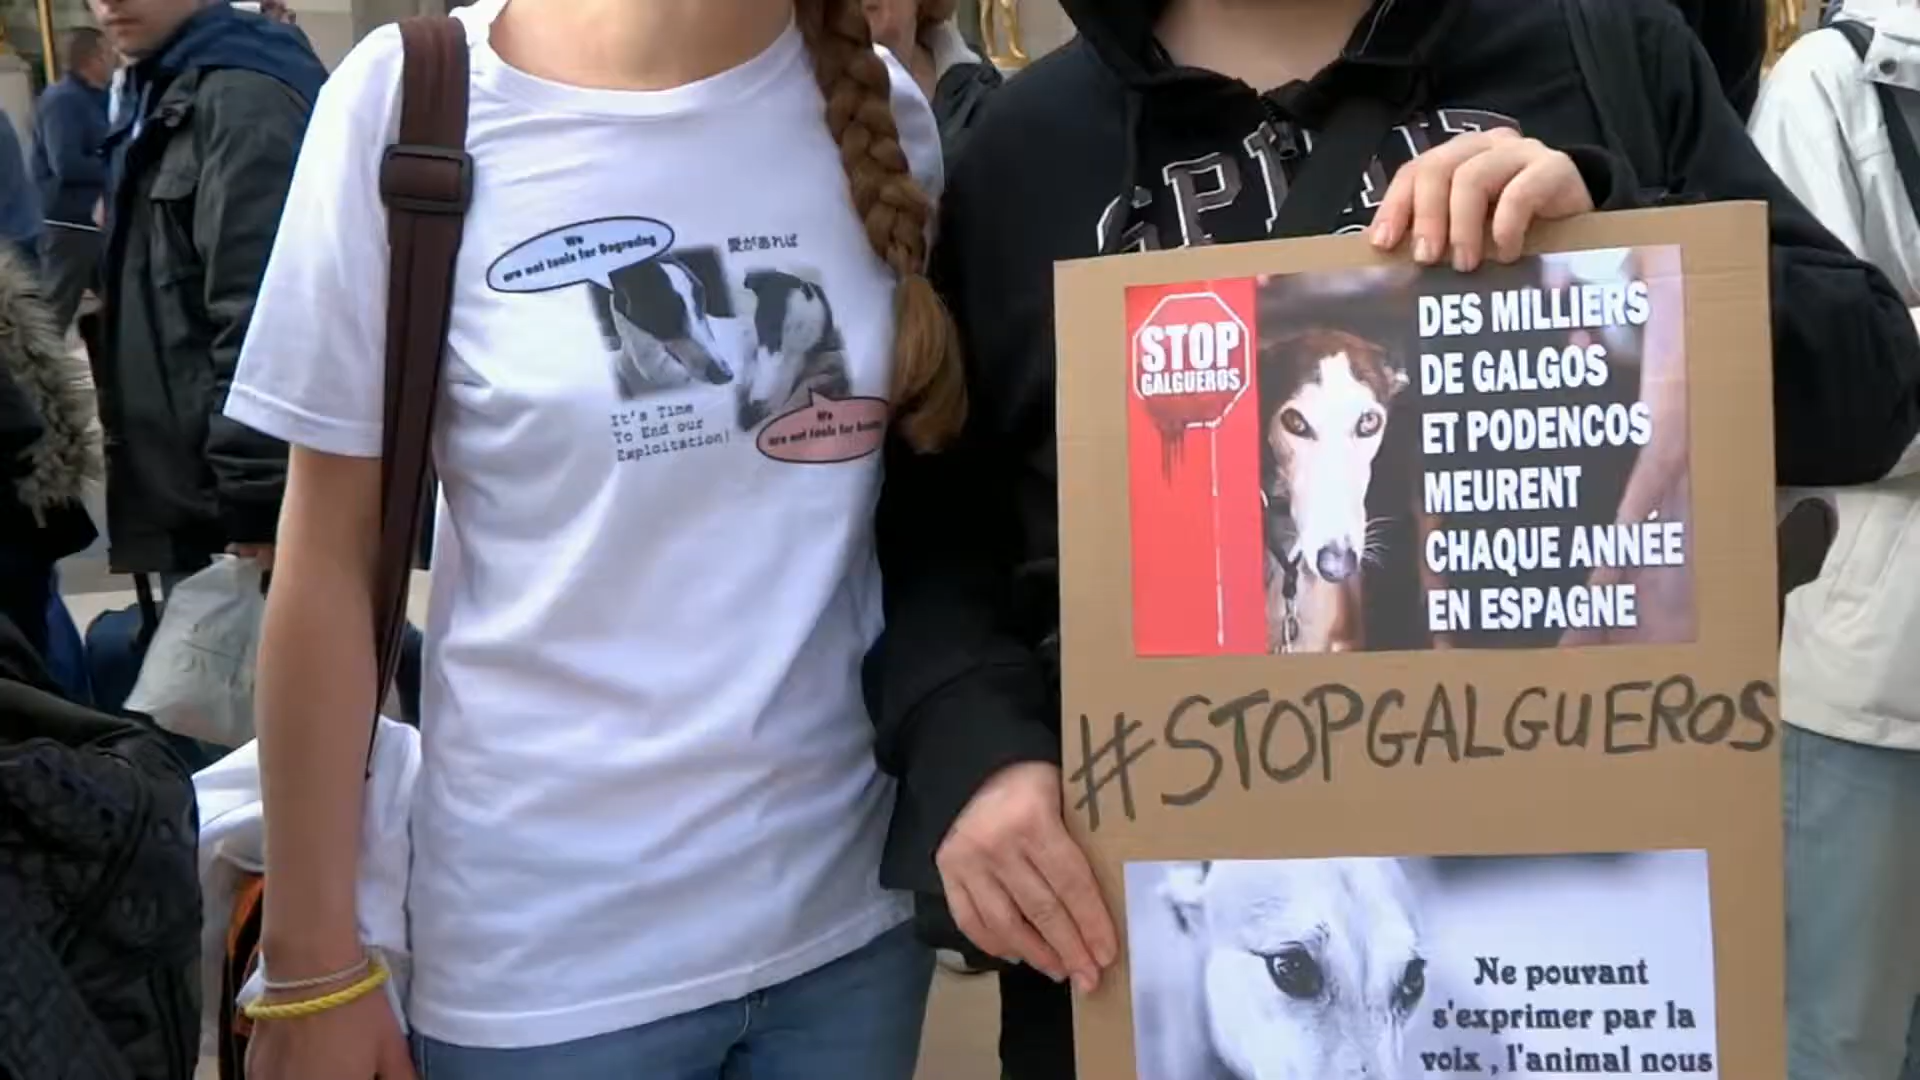 We
are not tools for Dogracing
愛があれば
It's Time
To End our
Exploitation!
We
are not tools for
STOP
GALGUEROS
DES MILLIERS
DE GALGOS
ET PODENCOS
MEURENT
CHAQUE ANNÉE
EN ESPAGNE
#STOPGALGUEROS
Ne pouvant
s'exprimer par la
voix , l'animal nous